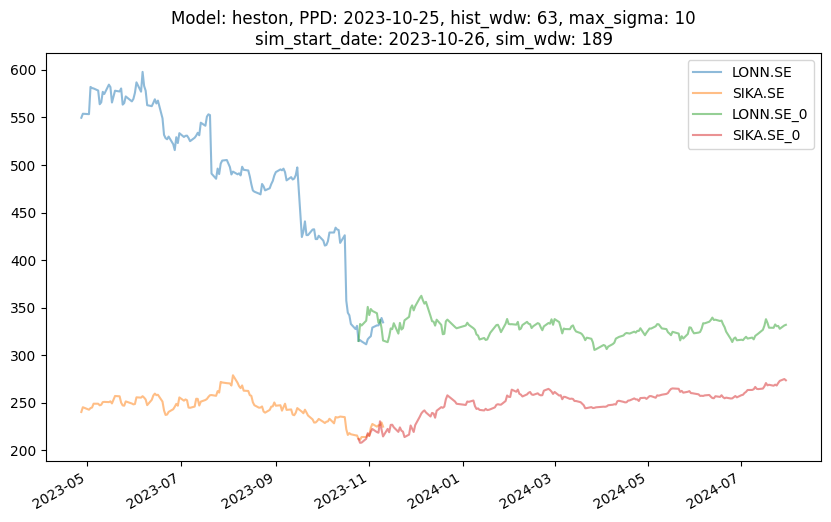 Model: heston, PPD: 2023-10-25, hist_wdw: 63, max_sigma: 10
sim_start_date: 2023-10-26, sim_wdw: 189
LONN.SE
SIKA.SE
LONN.SE_0
SIKA.SE_0
600
550
500
450
400
350
300
250
200
2023-05
2023-07
2023-09
2023-11
2024-01
2024-03
2024-05
2024-07